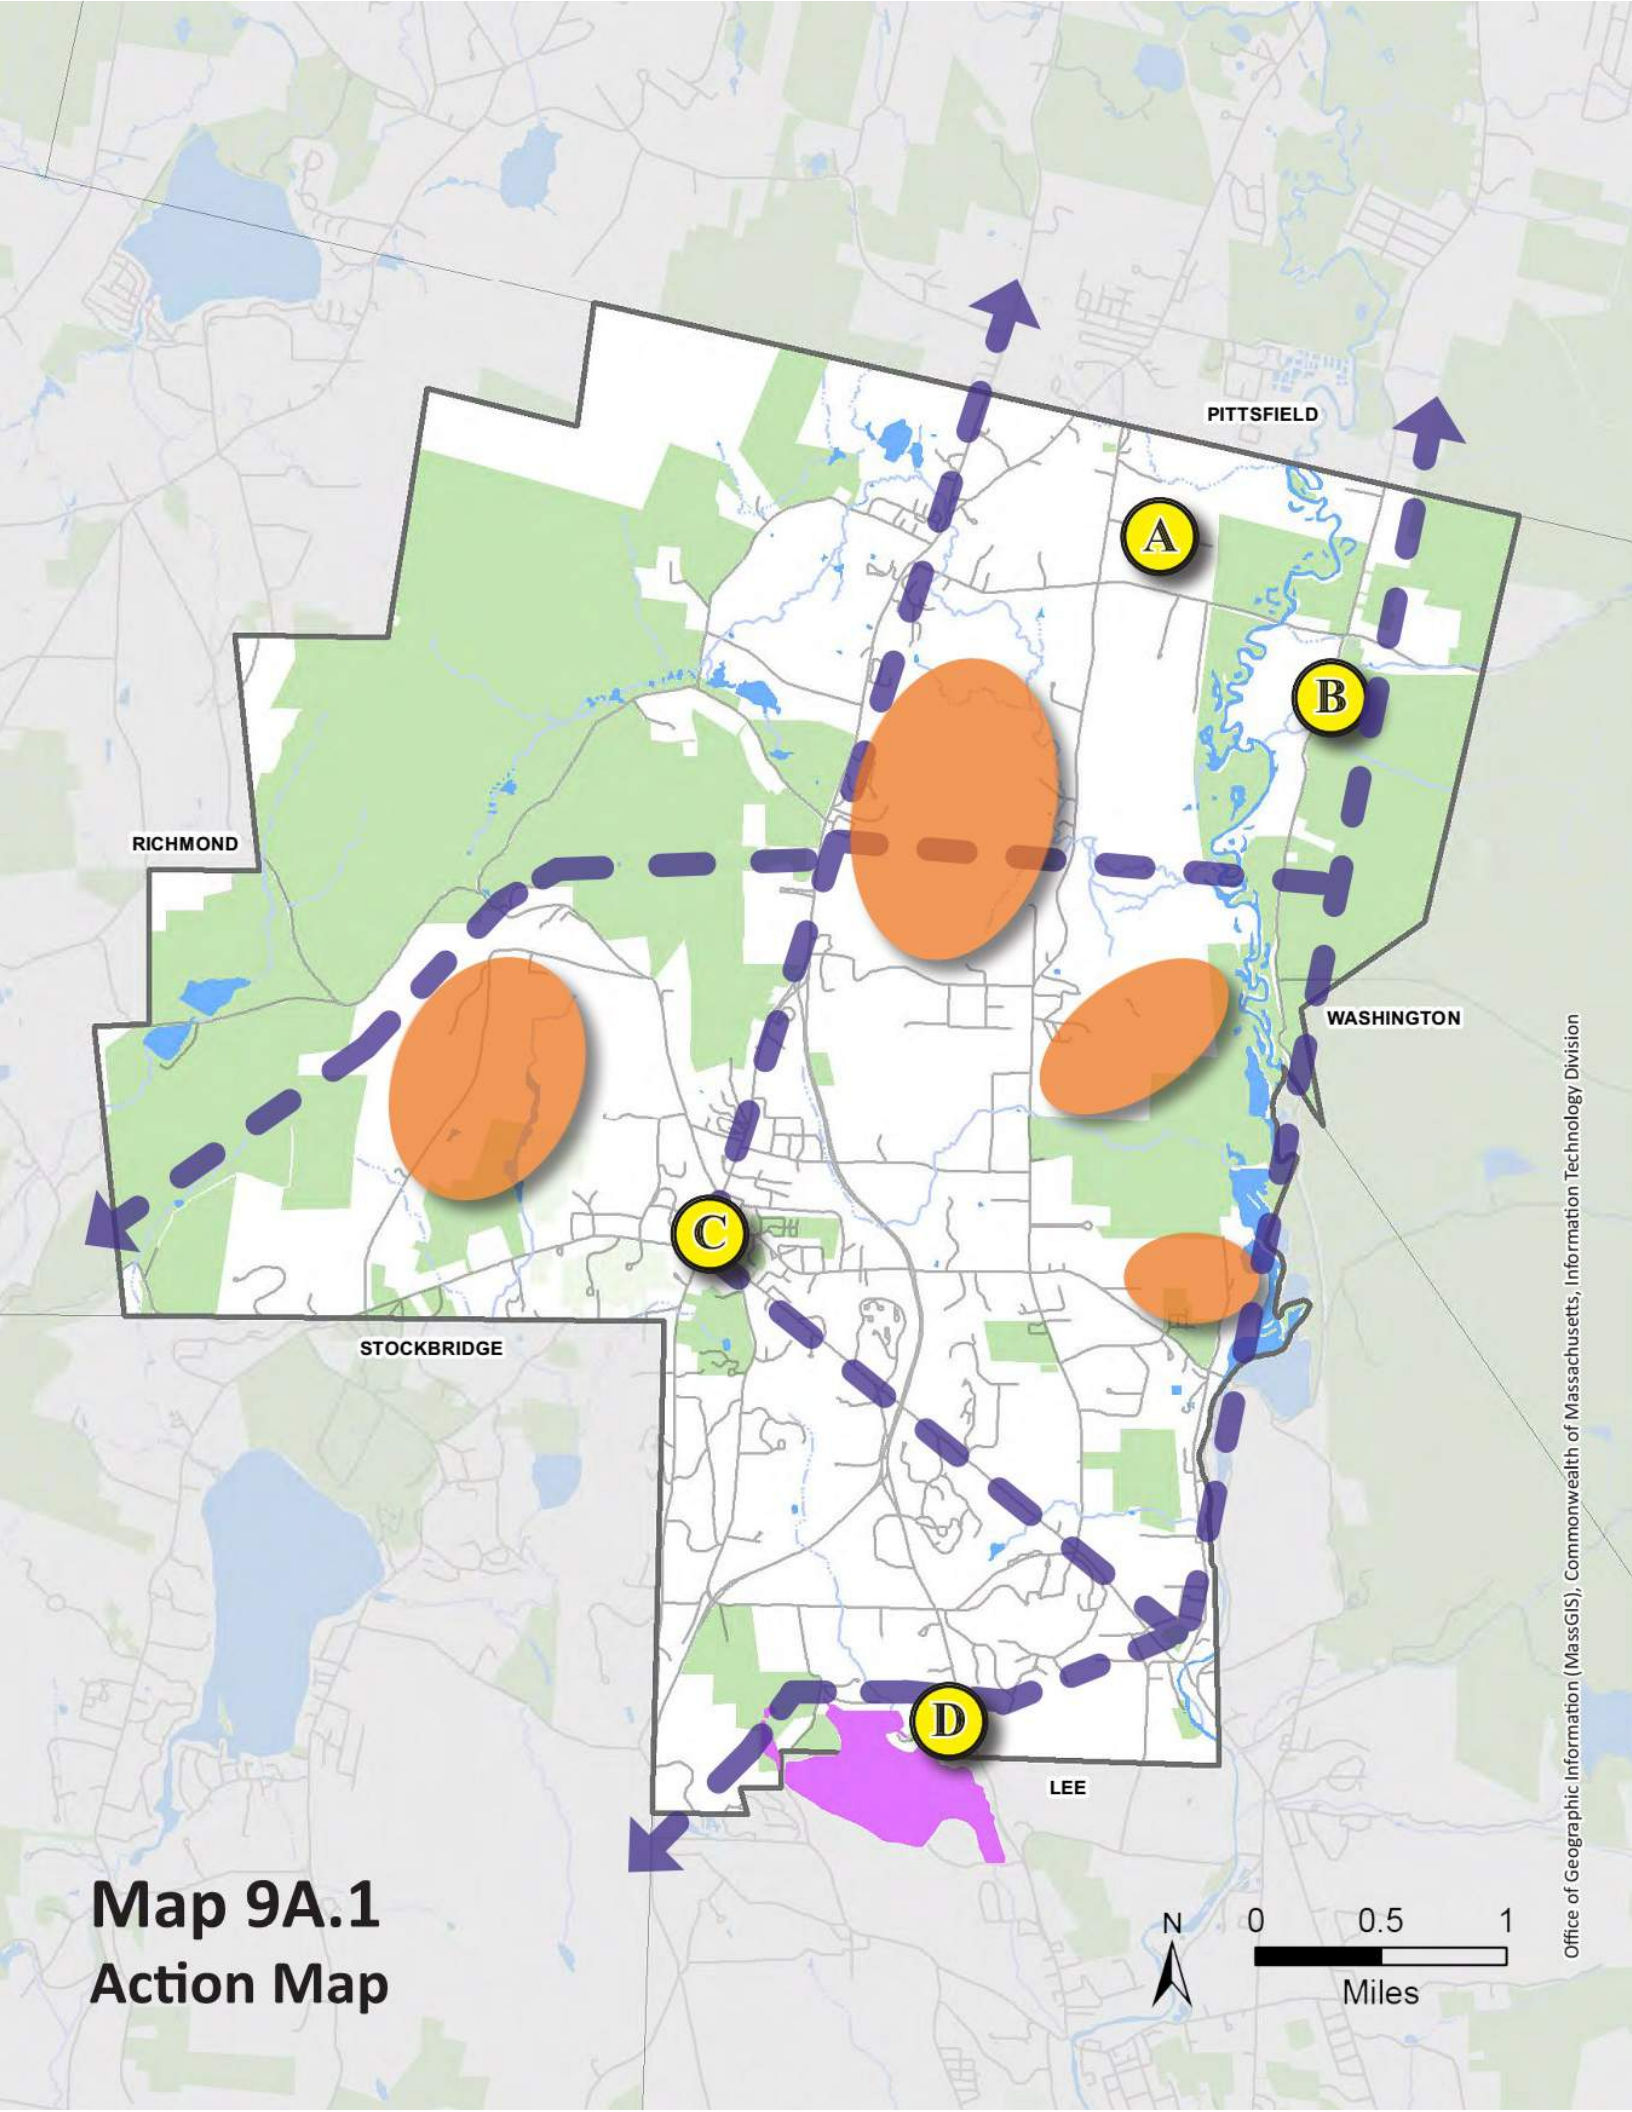 PITTSFIELD
A
B
RICHMOND
WASHINGTON
C
STOCKBRIDGE
D
LEE
Map 9A.1
Action Map
N
0 0.5 1
Miles
Office of Geographic Information (MassGIS), Commonwealth of Massachusetts, Information Technology Division